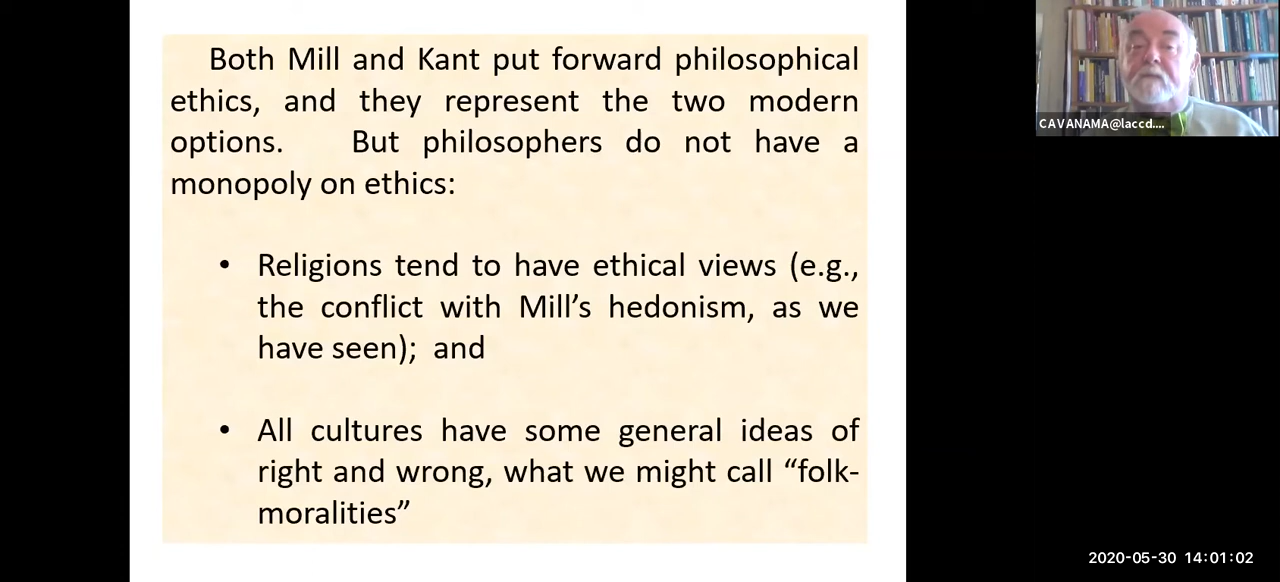 Both Mill and Kant put forward philosophical
ethics, and they represent the two modern
options. But philosophers do not have a
monopoly on ethics:
• Religions tend to have ethical views (e.g.,
the conflict with Mill’s hedonism, as we
have seen); and
• All cultures have some general ideas of
right and wrong, what we might call “folk-
moralities”
CAVANAMA@laccd....
2020-05-30 14:01:02